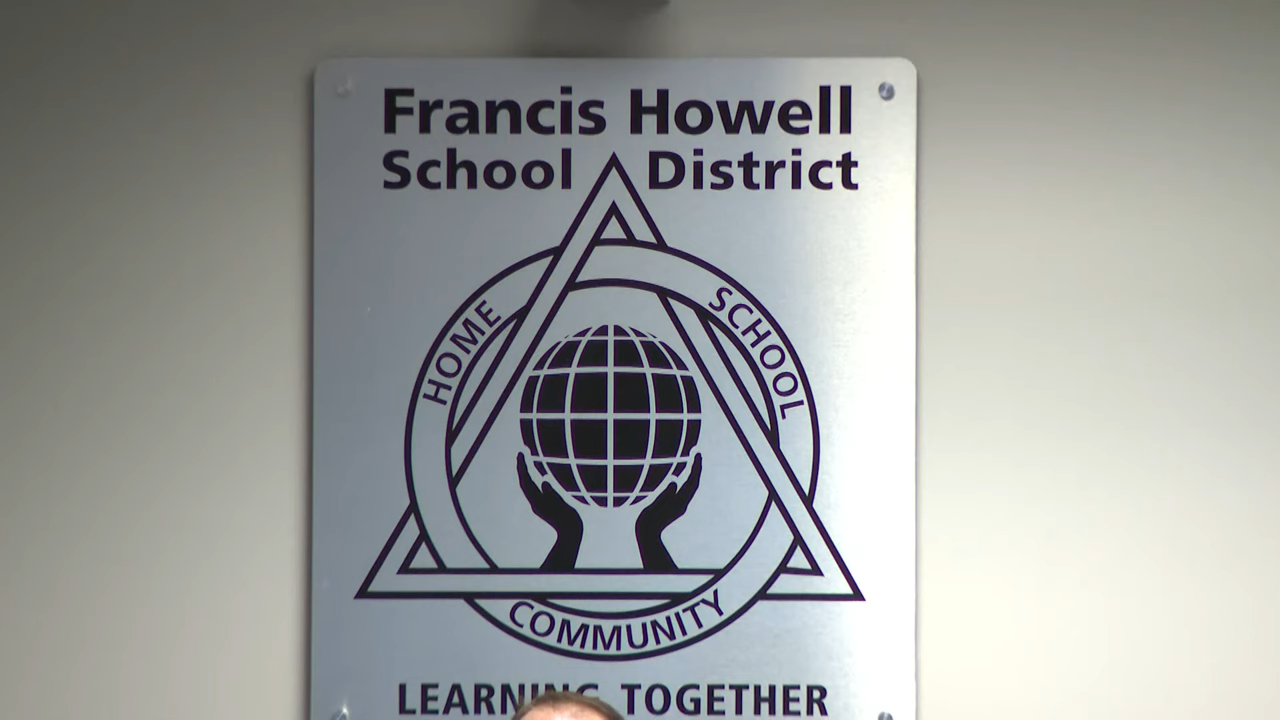 Francis Howell
School District
HOME
SCHOOL
COMMUNITY
LEARNING TOGETHER